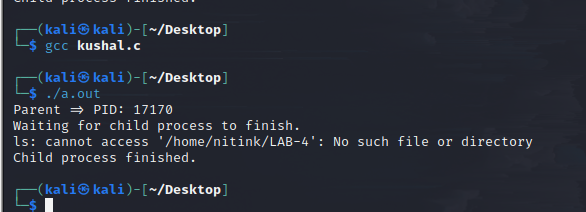 Child process finished.
┌──(kali㉿kali)-[~/Desktop]
└─$ gcc kushal.c
┌──(kali㉿kali)-[~/Desktop]
└─$ ./a.out
Parent ⇒ PID: 17170
Waiting for child process to finish.
ls: cannot access '/home/nitink/LAB-4': No such file or directory
Child process finished.
┌──(kali㉿kali)-[~/Desktop]
└─$